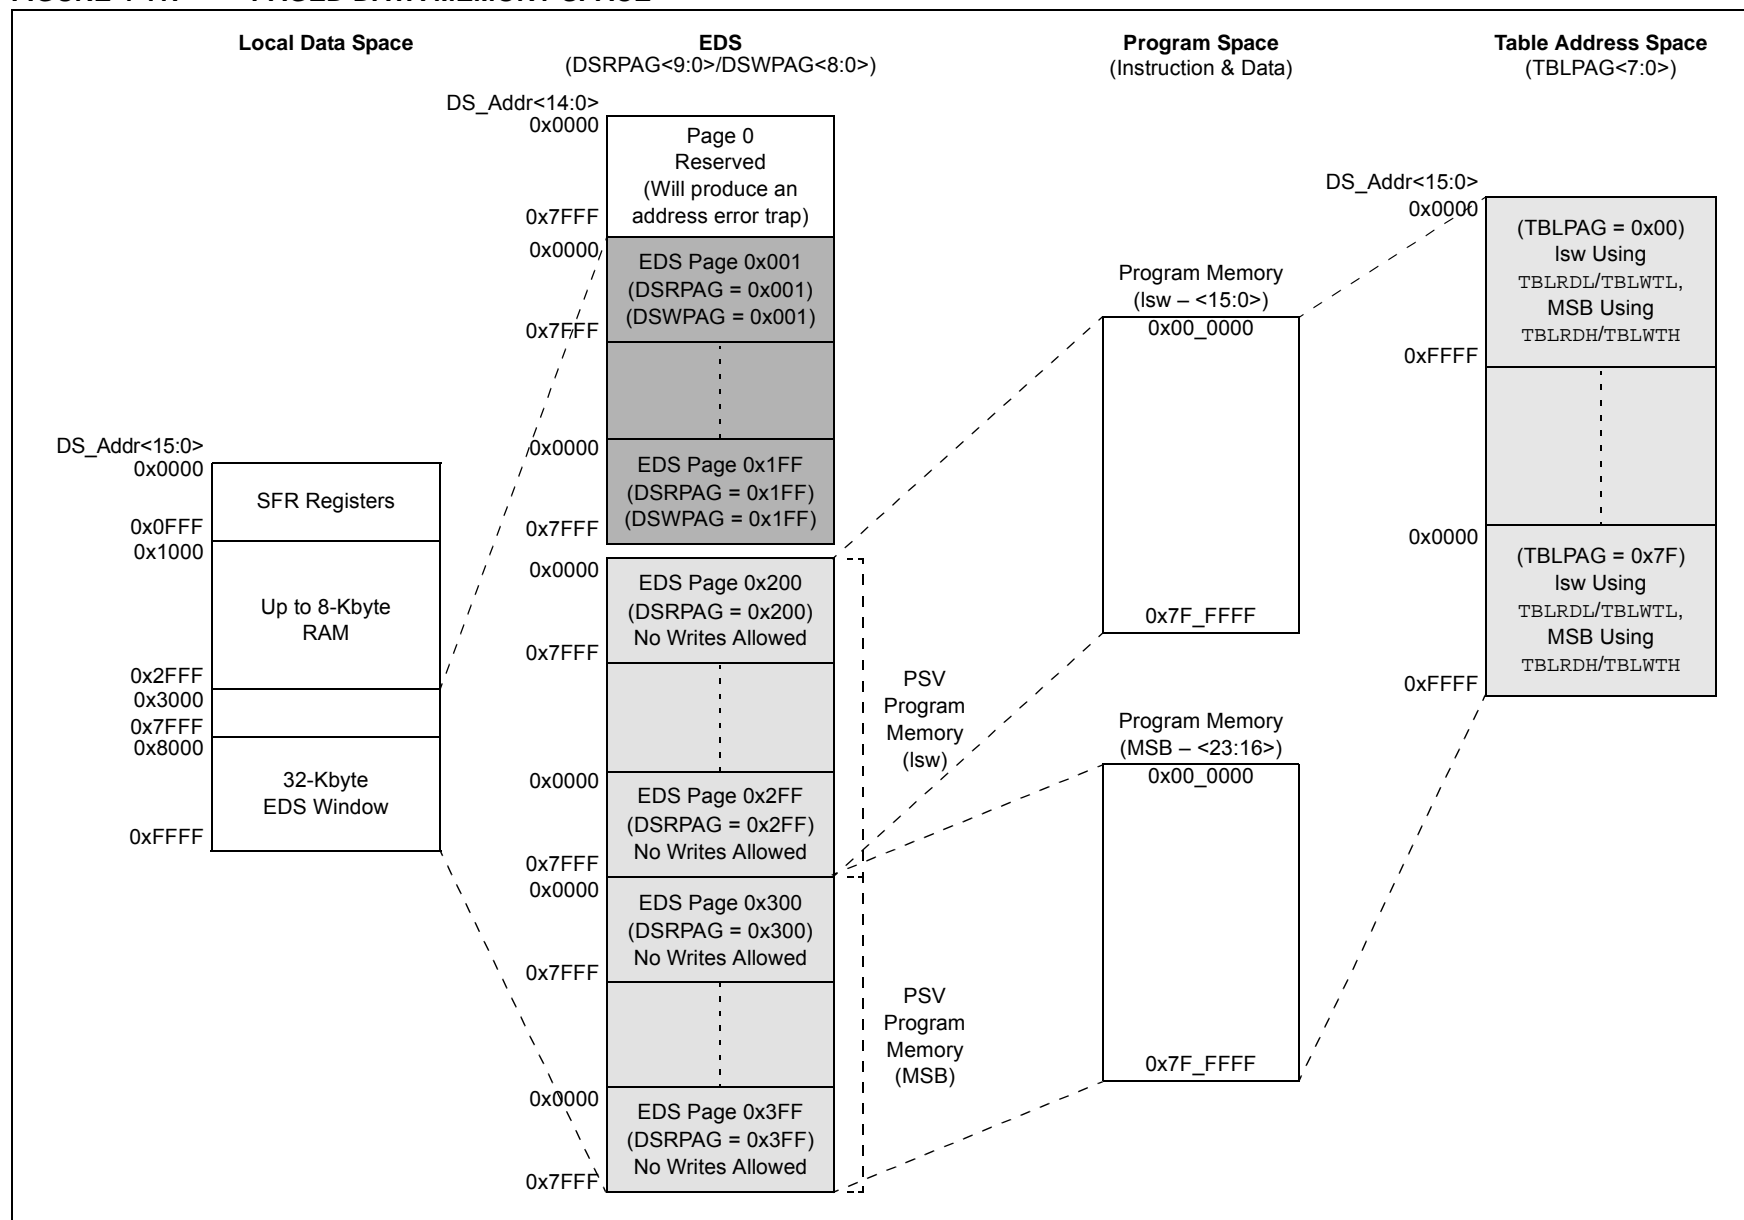 Local Data Space
EDS
(DSRPAG<9:0>/DSWPAG<8:0>)
Program Space
(Instruction & Data)
Table Address Space
(TBLPAG<7:0>)
DS_Addr<15:0>
0x0000
SFR Registers
0x0FFF
0x1000
Up to 8-Kbyte
RAM
0x2FFF
0x3000
0x7FFF
0x8000
32-Kbyte
EDS Window
0xFFFF
DS_Addr<14:0>
0x0000
Page 0
Reserved
(Will produce an
address error trap)
0x7FFF
0x0000
EDS Page 0x001
(DSRPAG = 0x001)
(DSWPAG = 0x001)
0x7FFF
0x0000
EDS Page 0x1FF
(DSRPAG = 0x1FF)
(DSWPAG = 0x1FF)
0x7FFF
0x0000
EDS Page 0x200
(DSRPAG = 0x200)
No Writes Allowed
0x7FFF
0x0000
EDS Page 0x2FF
(DSRPAG = 0x2FF)
No Writes Allowed
0x7FFF
0x0000
EDS Page 0x300
(DSRPAG = 0x300)
No Writes Allowed
0x7FFF
0x0000
EDS Page 0x3FF
(DSRPAG = 0x3FF)
No Writes Allowed
0x7FFF
PSV
Program
Memory
(lsw)
PSV
Program
Memory
(MSB)
Program Memory
(lsw – <15:0>)
0x00_0000
0x7F_FFFF
Program Memory
(MSB – <23:16>)
0x00_0000
0x7F_FFFF
DS_Addr<15:0>
0x0000
(TBLPAG = 0x00)
lsw Using
TBLRDL/TBLWTL,
MSB Using
TBLRDH/TBLWTH
0xFFFF
0x0000
(TBLPAG = 0x7F)
lsw Using
TBLRDL/TBLWTL,
MSB Using
TBLRDH/TBLWTH
0xFFFF